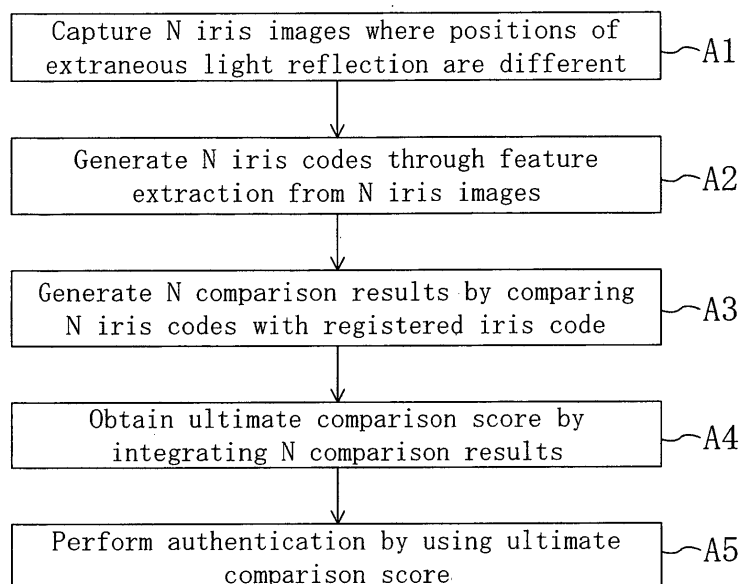 Capture N iris images where positions of
extraneous light reflection are different
A1
Generate N iris codes through feature
extraction from N iris images
A2
Generate N comparison results by comparing
N iris codes with registered iris code
A3
Obtain ultimate comparison score by
integrating N comparison results
A4
Perform authentication by using ultimate
comparison score
A5